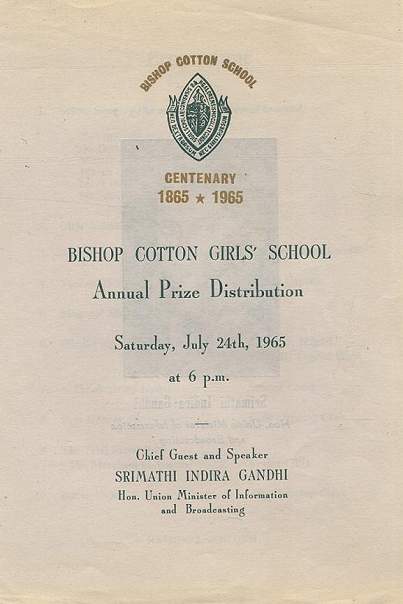 BISHOP COTTON SCHOOL
CENTENARY
1865 ★ 1965
BISHOP COTTON GIRLS' SCHOOL
Annual Prize Distribution
Saturday, July 24th, 1965
at 6 p.m.
Chief Guest and Speaker
SRIMATHI INDIRA GANDHI
Hon. Union Minister of Information
and Broadcasting